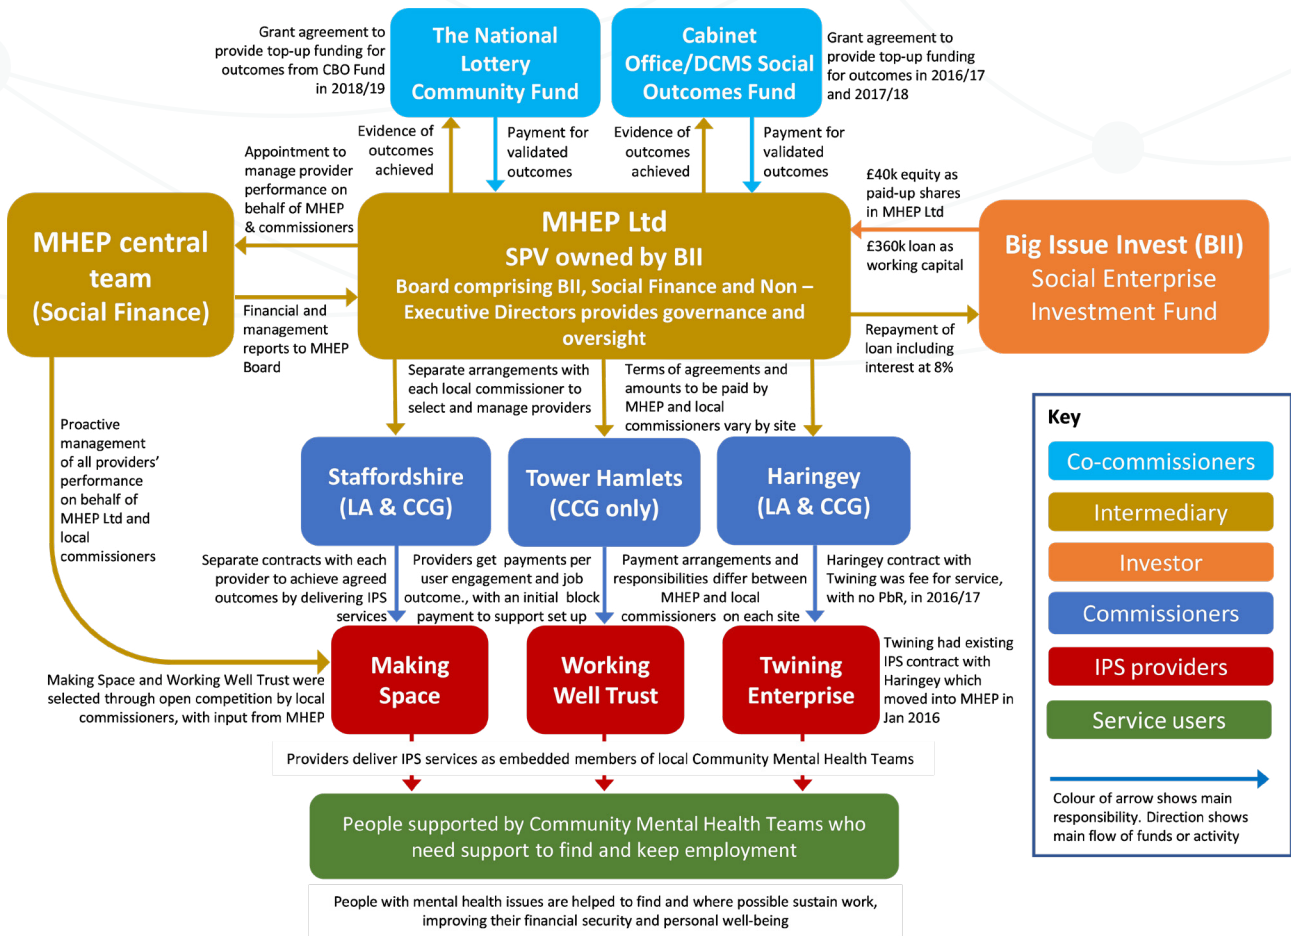 Grant agreement to
provide top-up funding for
outcomes from CBO Fund
in 2018/19
The National
Lottery
Community Fund
Cabinet
Office/DCMS Social
Outcomes Fund
Grant agreement to
provide top-up funding
for outcomes in 2016/17
and 2017/18
Evidence of
outcomes
achieved
Payment for
validated
outcomes
Evidence of
outcomes
achieved
Payment for
validated
outcomes
Appointment to
manage provider
performance on
behalf of MHEP
& commissioners
£40k equity as
paid-up shares
in MHEP Ltd
£360k loan as
working capital
MHEP central
team
(Social Finance)
MHEP Ltd
SPV owned by BII
Board comprising BII, Social Finance and Non –
Executive Directors provides governance and
oversight
Big Issue Invest (BII)
Social Enterprise
Investment Fund
Financial and
management
reports to MHEP
Board
Repayment of
loan including
interest at 8%
Separate arrangements with
each local commissioner to
select and manage providers
Terms of agreements and
amounts to be paid by
MHEP and local
commissioners vary by site
Proactive
management
of all providers’
performance
on behalf of
MHEP Ltd and
local
commissioners
Staffordshire
(LA & CCG)
Tower Hamlets
(CCG only)
Haringey
(LA & CCG)
Separate contracts with each
provider to achieve agreed
outcomes by delivering IPS
services
Providers get payments per
user engagement and job
outcome., with an initial block
payment to support set up
Payment arrangements and
responsibilities differ between
MHEP and local
commissioners on each site
Haringey contract with
Twining was fee for service,
with no PbR, in 2016/17
Making
Space
Working
Well Trust
Twining
Enterprise
Twining had existing
IPS contract with
Haringey which
moved into MHEP in
Jan 2016
Making Space and Working Well Trust were
selected through open competition by local
commissioners, with input from MHEP
Providers deliver IPS services as embedded members of local Community Mental Health Teams
People supported by Community Mental Health Teams who
need support to find and keep employment
People with mental health issues are helped to find and where possible sustain work,
improving their financial security and personal well-being
Key
Co-commissioners
Intermediary
Investor
Commissioners
IPS providers
Service users
Colour of arrow shows main
responsibility. Direction shows
main flow of funds or activity